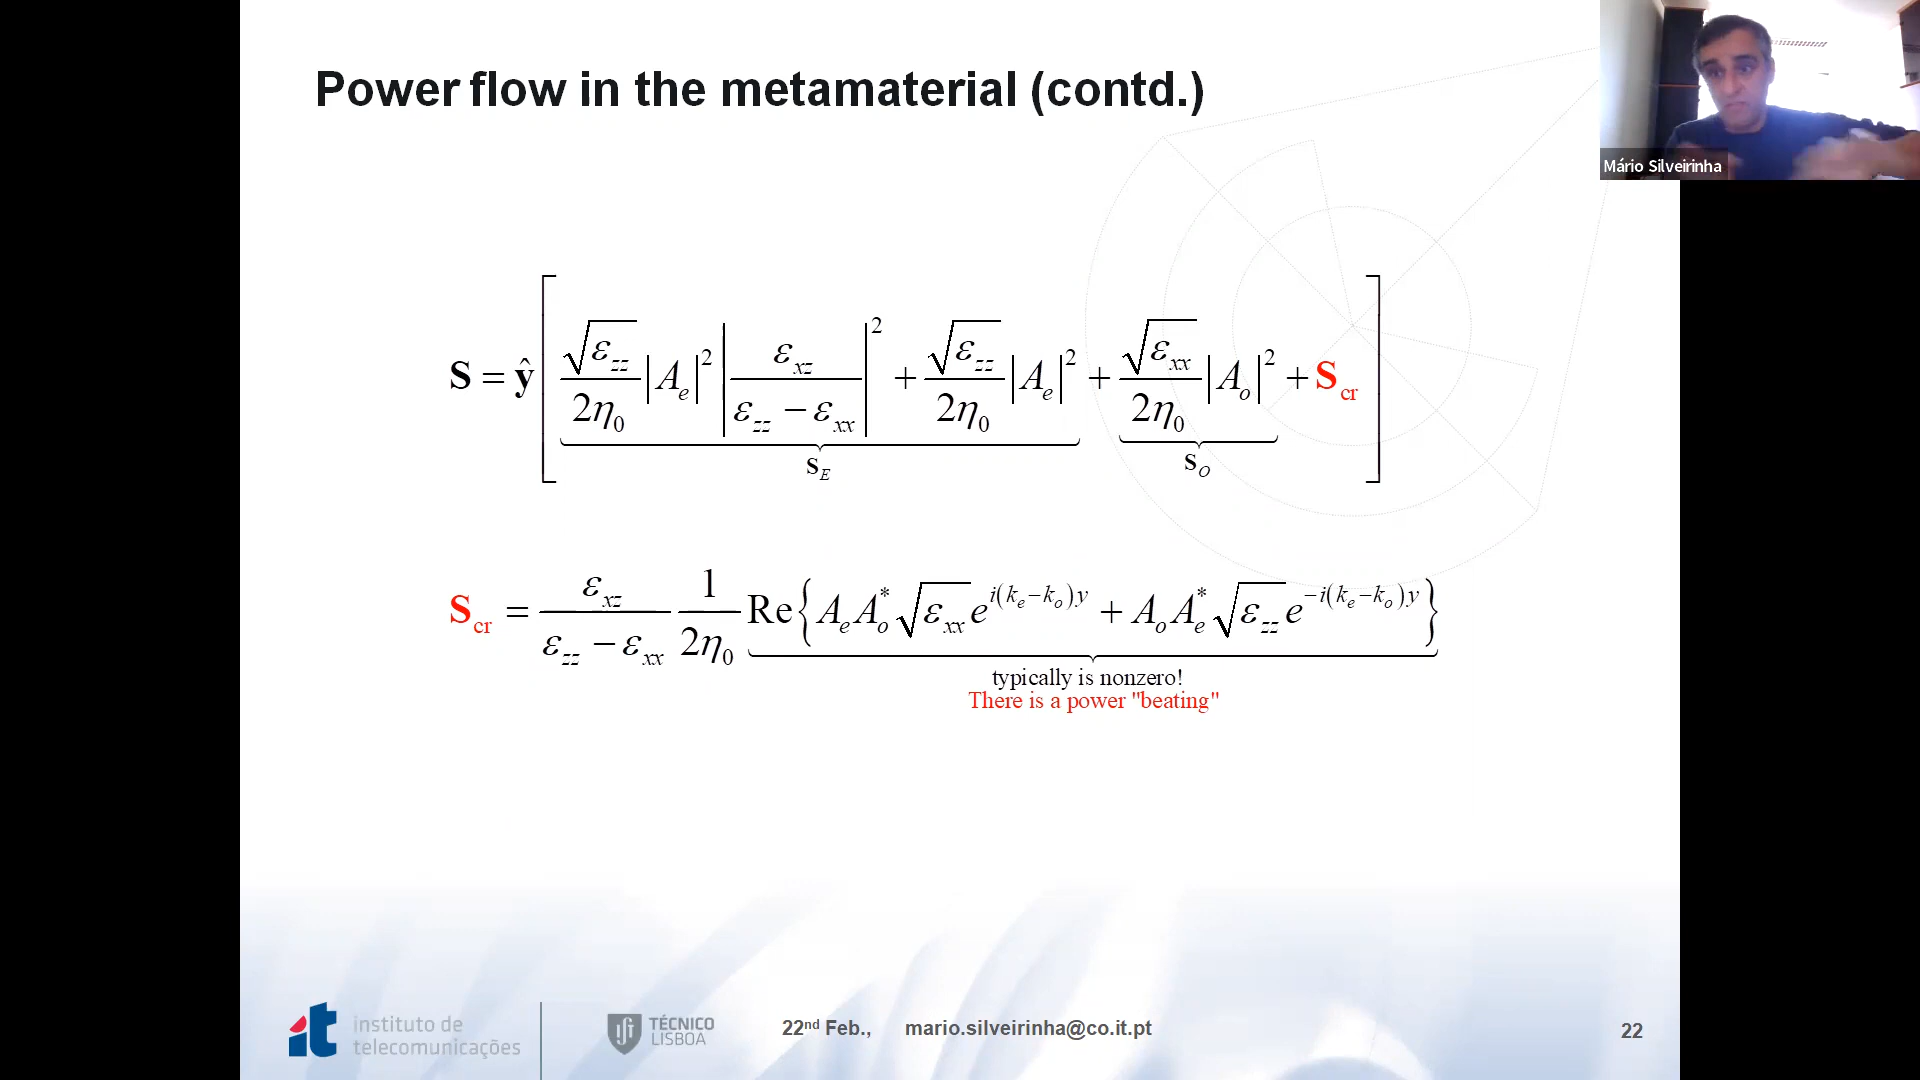 Power flow in the metamaterial (contd.)
Mário Silveirinha
S = ŷ [ √ε_zz / 2η_0 |A_e|^2 | ε_xz / (ε_zz − ε_xx) |^2 + √ε_zz / 2η_0 |A_e|^2 + √ε_xx / 2η_0 |A_o|^2 + S_cr ]
S_E S_O
S_cr = ε_xz / (ε_zz − ε_xx) 1 / 2η_0 Re{ A_e A_o^* √ε_xx e^{i(k_e−k_o)y} + A_o A_e^* √ε_zz e^{−i(k_e−k_o)y} }
typically is nonzero!
There is a power "beating"
instituto de
telecomunicações
TÉCNICO
LISBOA
22nd Feb., mario.silveirinha@co.it.pt
22